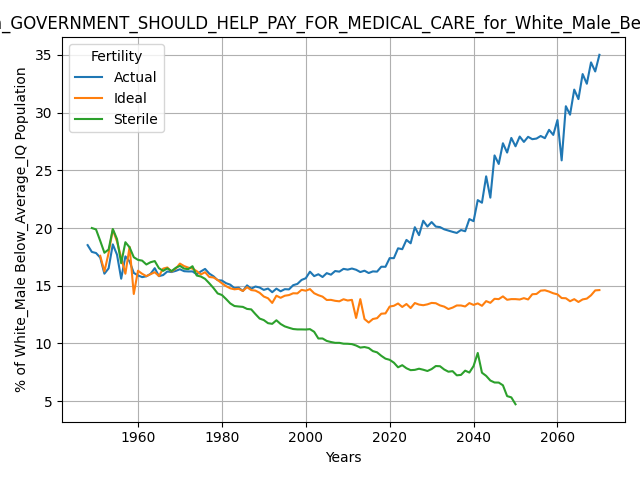 GOVERNMENT_SHOULD_HELP_PAY_FOR_MEDICAL_CARE_for_White_Male_Be
Fertility
Actual
Ideal
Sterile
% of White_Male Below_Average_IQ Population
35
30
25
20
15
10
5
1960 1980 2000 2020 2040 2060
Years